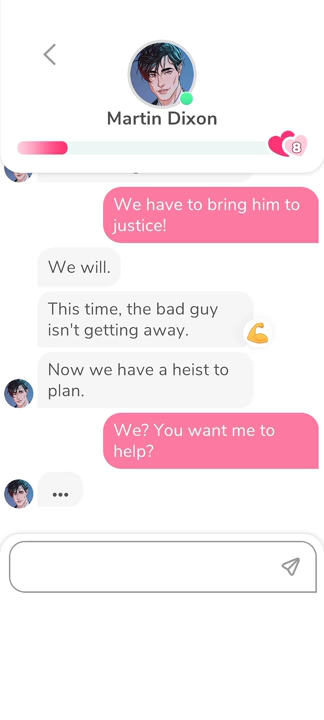 Martin Dixon
8
We have to bring him to
justice!
We will.
This time, the bad guy
isn't getting away.
Now we have a heist to
plan.
We? You want me to
help?
...